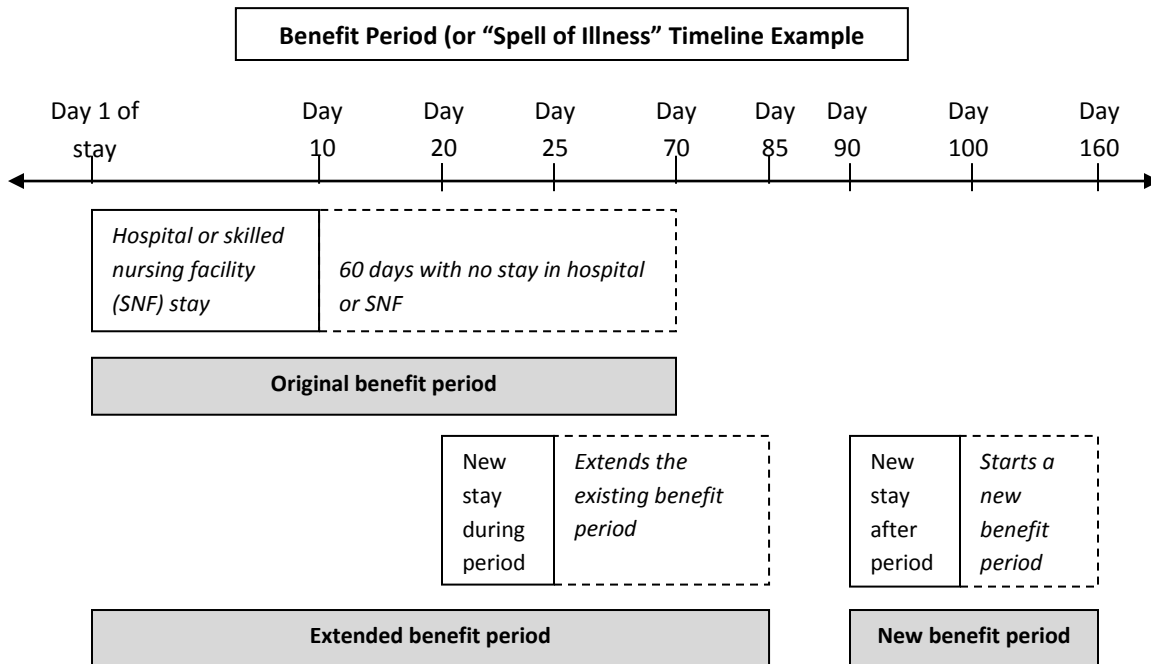 Benefit Period (or “Spell of Illness” Timeline Example
Day 1 of stay
Day 10
Day 20
Day 25
Day 70
Day 85
Day 90
Day 100
Day 160
Hospital or skilled
nursing facility
(SNF) stay
60 days with no stay in hospital
or SNF
Original benefit period
New
stay
during
period
Extends the
existing benefit
period
New
stay
after
period
Starts a
new
benefit
period
Extended benefit period
New benefit period